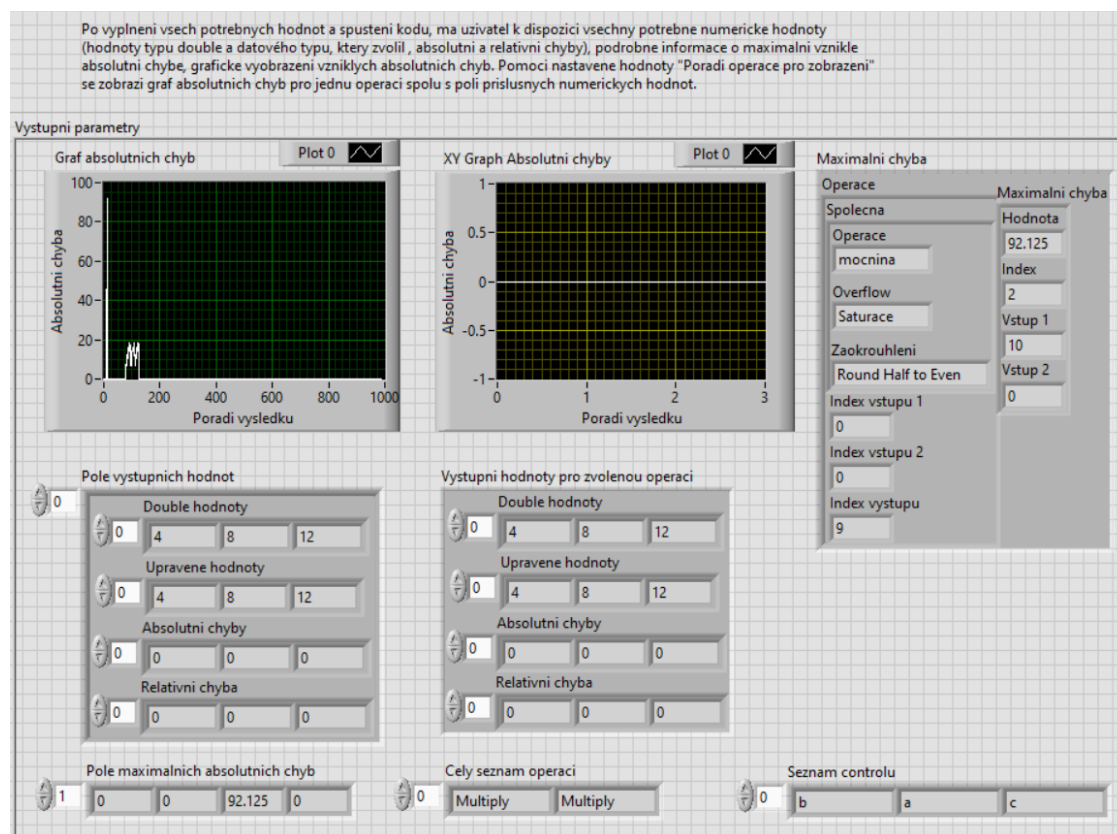 Po vyplneni vsech potrebnych hodnot a spusteni kodu, ma uzivatel k dispozici vsechny potrebne numericke hodnoty
(hodnoty typu double a datového typu, ktery zvolil , absolutni a relativni chyby), podrobne informace o maximalni vznikle
absolutni chybe, graficke vyobrazeni vzniklych absolutnich chyb. Pomoci nastavene hodnoty "Poradi operace pro zobrazeni"
se zobrazi graf absolutnich chyb pro jednu operaci spolu s poli prislusnych numerickych hodnot.
Vystupni parametry
Graf absolutnich chyb
Plot 0
Absolutni chyba
100
80
60
40
20
0
0 200 400 600 800 1000
Poradi vysledku
XY Graph Absolutni chyby
Plot 0
Absolutni chyba
1
0.5
0
-0.5
-1
0 1 2 3
Poradi vysledku
Maximalni chyba
Operace
Spolecna
Operace
mocnina
Overflow
Saturace
Zaokrouhleni
Round Half to Even
Index vstupu 1
0
Index vstupu 2
0
Index vystupu
9
Maximalni chyba
Hodnota
92.125
Index
2
Vstup 1
10
Vstup 2
0
Pole vystupnich hodnot
0
Double hodnoty
0 4 8 12
Upravene hodnoty
0 4 8 12
Absolutni chyby
0 0 0 0
Relativni chyba
0 0 0 0
Vystupni hodnoty pro zvolenou operaci
Double hodnoty
0 4 8 12
Upravene hodnoty
0 4 8 12
Absolutni chyby
0 0 0 0
Relativni chyba
0 0 0 0
Pole maximalnich absolutnich chyb
1 0 0 92.125 0
Cely seznam operaci
0 Multiply Multiply
Seznam controlu
0 b a c